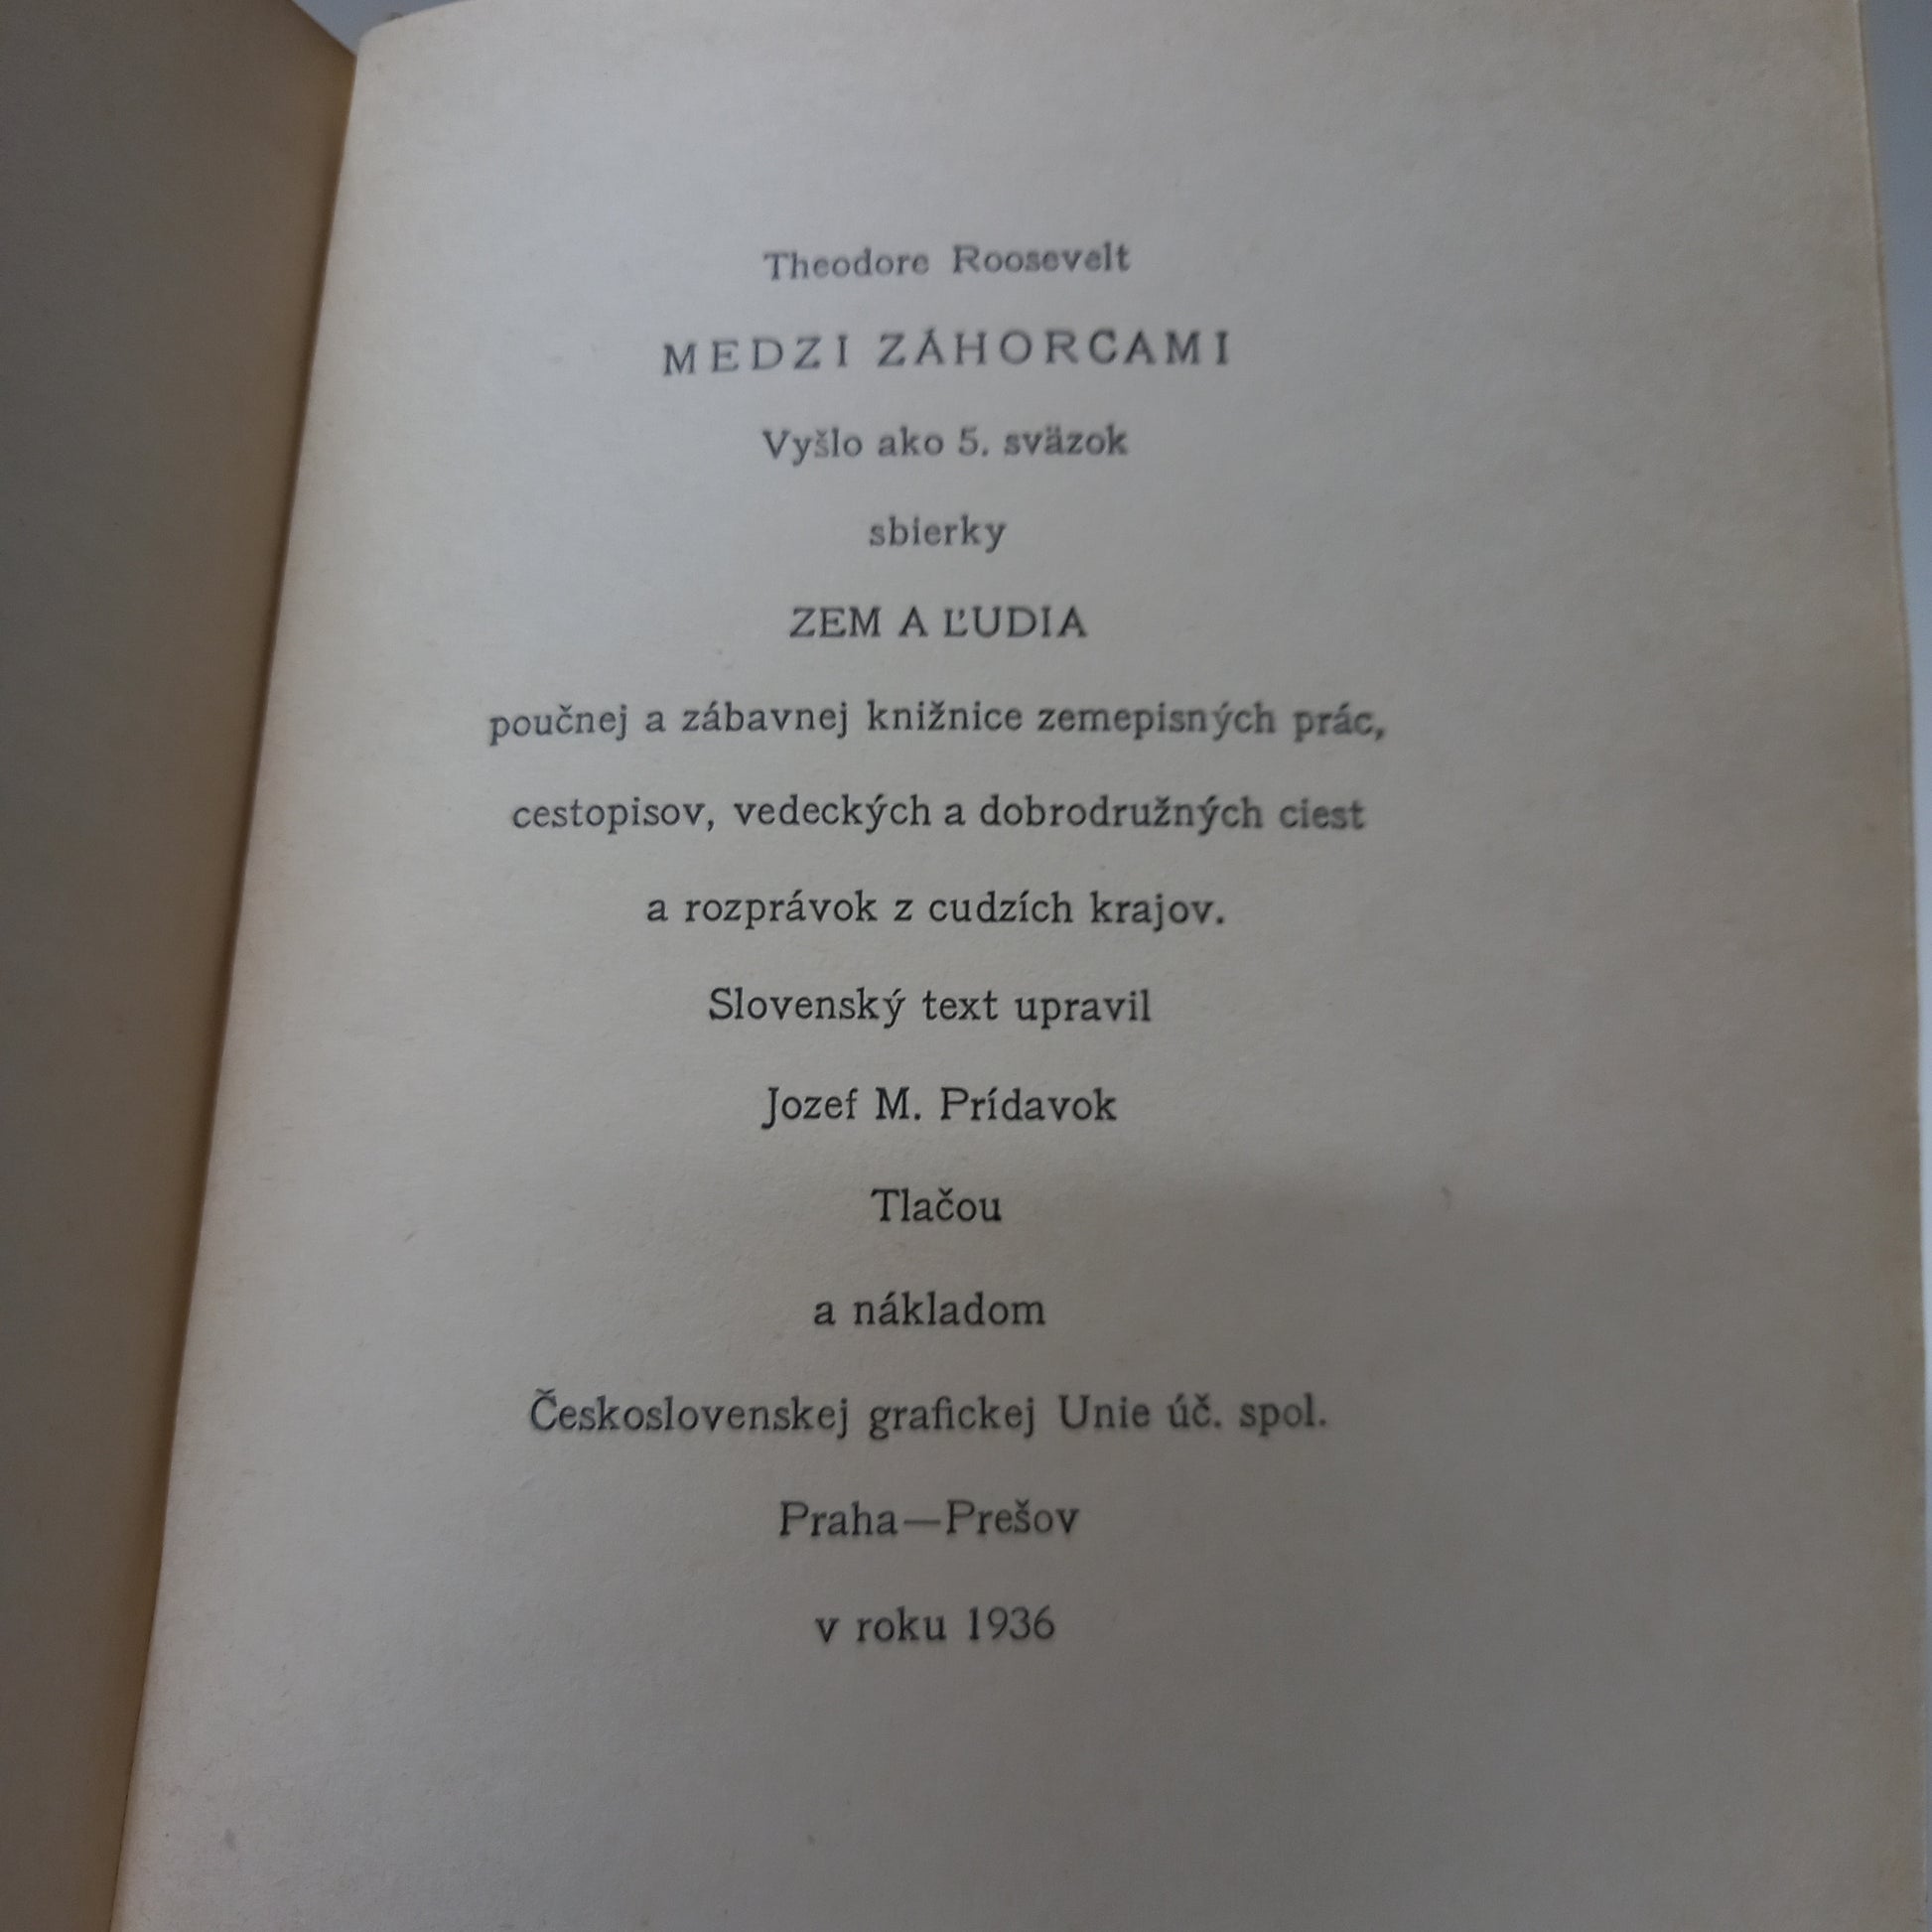 Theodore Roosevelt
MEDZI ZÁHORCAMI
Vyšlo ako 5. sväzok
sbierky
ZEM A ĽUDIA
poučnej a zábavnej knižnice zemepisných prác,
cestopisov, vedeckých a dobrodružných ciest
a rozprávok z cudzích krajov.
Slovenský text upravil
Jozef M. Prídavok
Tlačou
a nákladom
Československej grafickej Unie úč. spol.
Praha—Prešov
v roku 1936